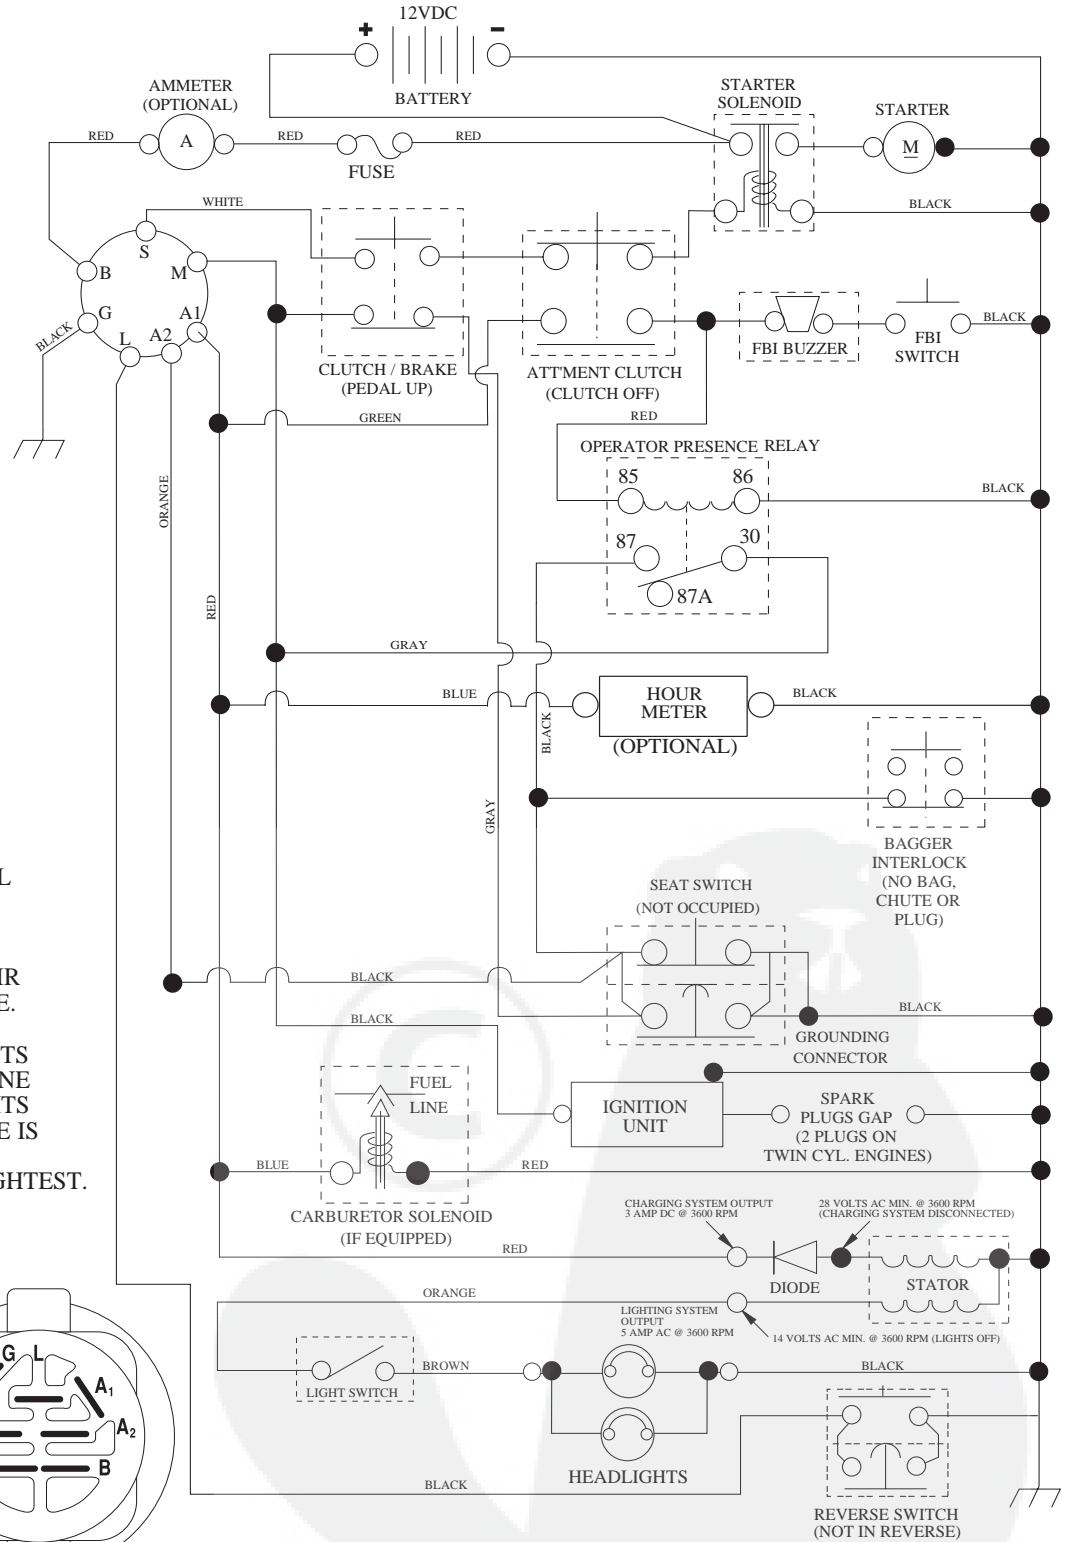 12VDC
+
−
BATTERY
AMMETER
(OPTIONAL)
STARTER
SOLENOID
STARTER
RED
A
RED
FUSE
RED
M
WHITE
BLACK
S
B
M
G
A1
A2
L
BLACK
CLUTCH / BRAKE
(PEDAL UP)
ATT'MENT CLUTCH
(CLUTCH OFF)
FBI BUZZER
FBI
SWITCH
BLACK
GREEN
RED
OPERATOR PRESENCE RELAY
85
86
BLACK
87
30
87A
ORANGE
RED
GRAY
BLUE
HOUR
METER
(OPTIONAL)
BLACK
BLACK
GRAY
BAGGER
INTERLOCK
(NO BAG,
CHUTE OR
PLUG)
SEAT SWITCH
(NOT OCCUPIED)
L
IR
E.
BLACK
BLACK
BLACK
GROUNDING
CONNECTOR
TS
NE
TS
E IS
GHTEST.
FUEL
LINE
IGNITION
UNIT
SPARK
PLUGS GAP
(2 PLUGS ON
TWIN CYL. ENGINES)
BLUE
RED
CARBURETOR SOLENOID
(IF EQUIPPED)
CHARGING SYSTEM OUTPUT
3 AMP DC @ 3600 RPM
28 VOLTS AC MIN. @ 3600 RPM
(CHARGING SYSTEM DISCONNECTED)
RED
DIODE
STATOR
ORANGE
LIGHTING SYSTEM
OUTPUT
5 AMP AC @ 3600 RPM
14 VOLTS AC MIN. @ 3600 RPM (LIGHTS OFF)
LIGHT SWITCH
BROWN
BLACK
G
L
A1
A2
B
HEADLIGHTS
BLACK
REVERSE SWITCH
(NOT IN REVERSE)
©